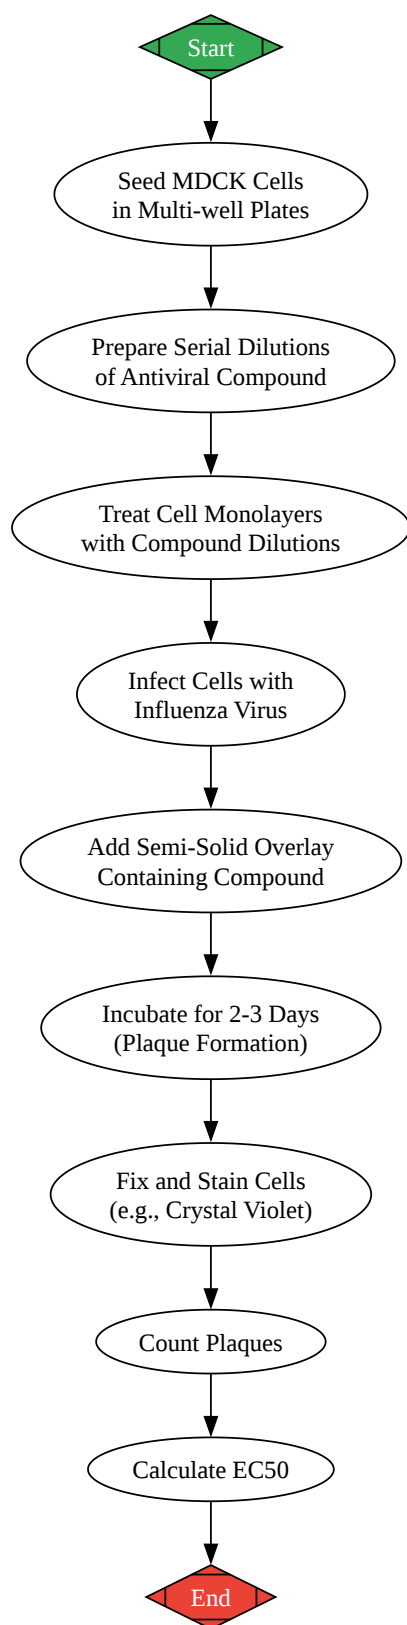 Start
Seed MDCK Cells
in Multi-well Plates
Prepare Serial Dilutions
of Antiviral Compound
Treat Cell Monolayers
with Compound Dilutions
Infect Cells with
Influenza Virus
Add Semi-Solid Overlay
Containing Compound
Incubate for 2-3 Days
(Plaque Formation)
Fix and Stain Cells
(e.g., Crystal Violet)
Count Plaques
Calculate EC50
End